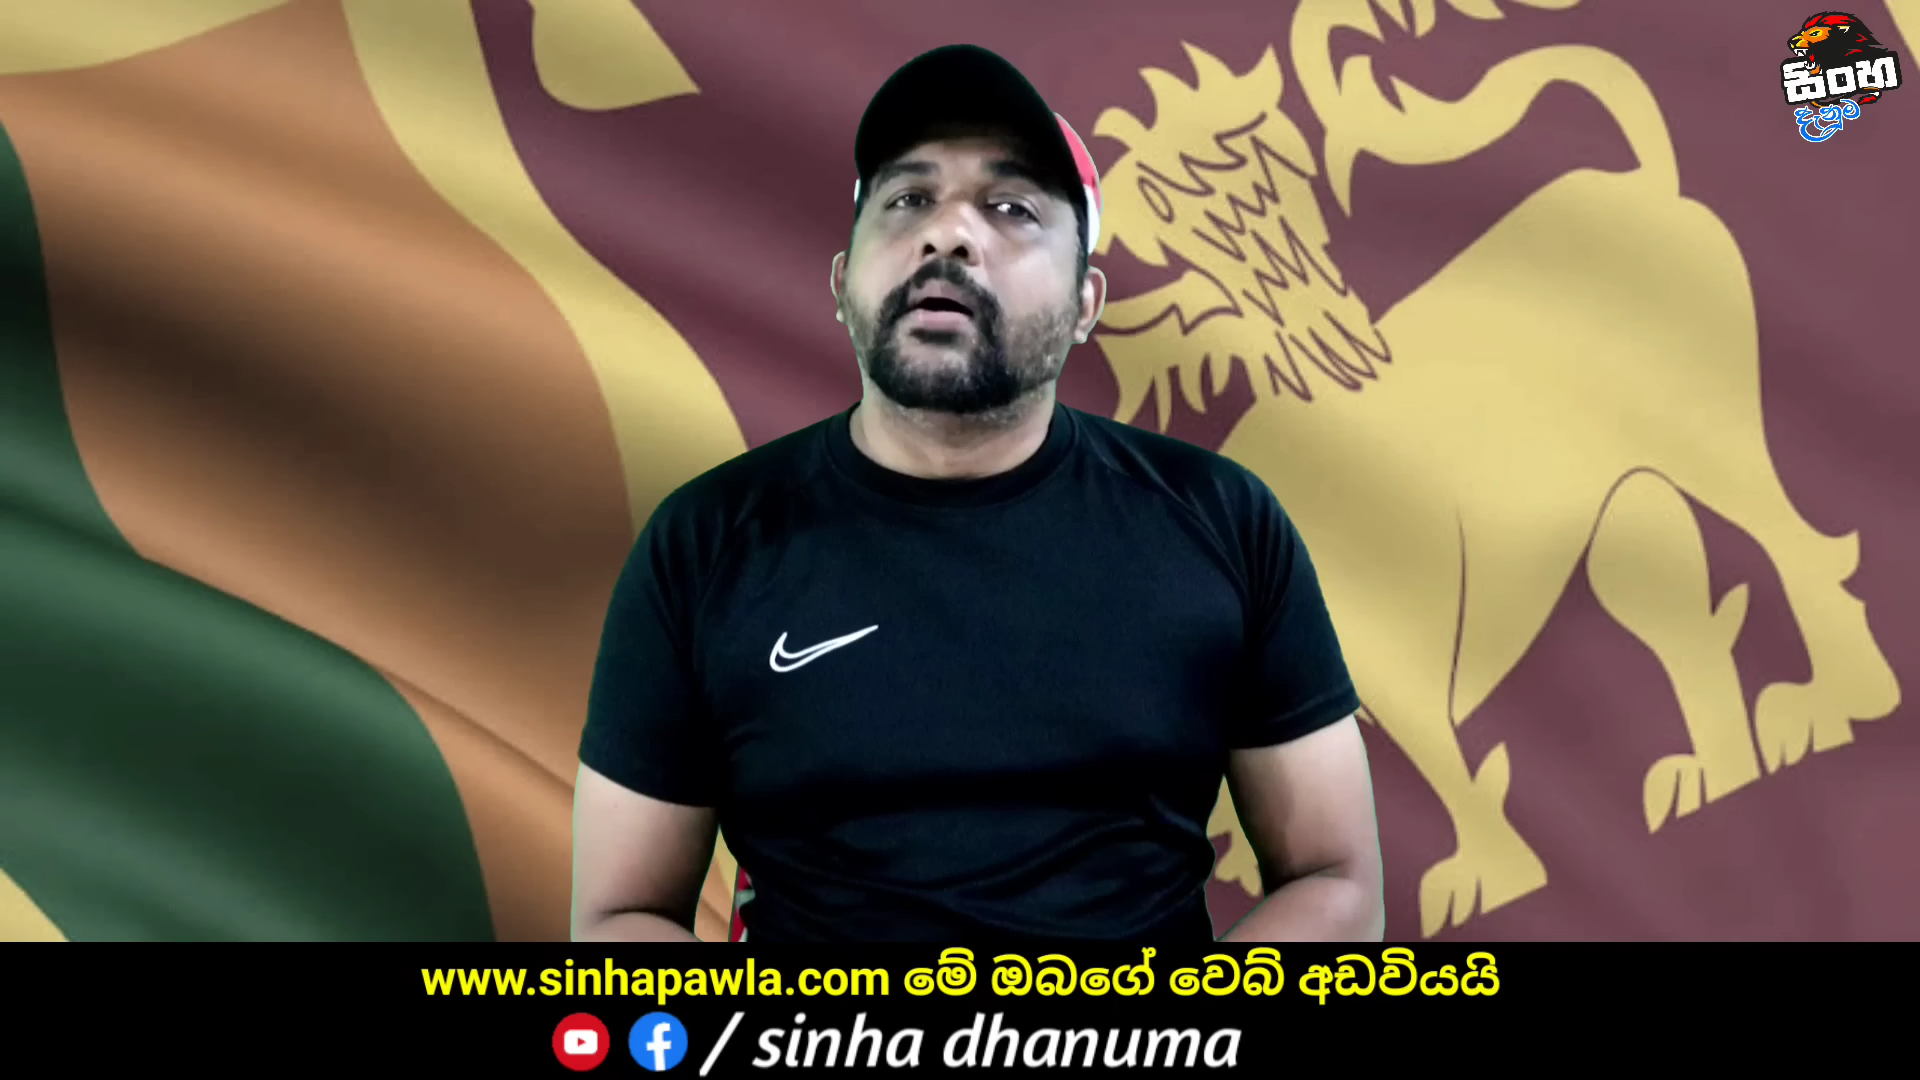 සිංහ
දැනුම
www.sinhapawla.com මේ ඔබගේ වෙබ් අඩවියයි
/ sinha dhanuma